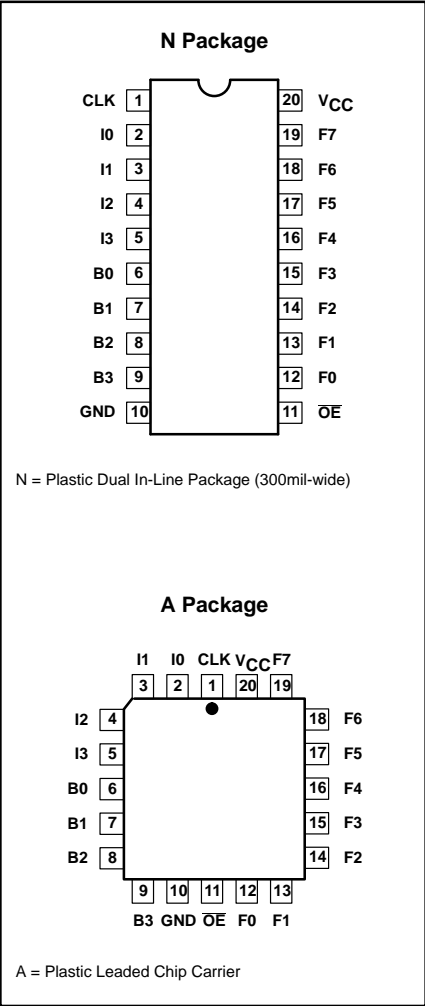 N Package
CLK 1 20 VCC
I0 2 19 F7
I1 3 18 F6
I2 4 17 F5
I3 5 16 F4
B0 6 15 F3
B1 7 14 F2
B2 8 13 F1
B3 9 12 F0
GND 10 11 O̅E̅
N = Plastic Dual In-Line Package (300mil-wide)
A Package
I1 I0 CLK VCC F7
3 2 1 20 19
I2 4 18 F6
I3 5 17 F5
B0 6 16 F4
B1 7 15 F3
B2 8 14 F2
9 10 11 12 13
B3 GND O̅E̅ F0 F1
A = Plastic Leaded Chip Carrier